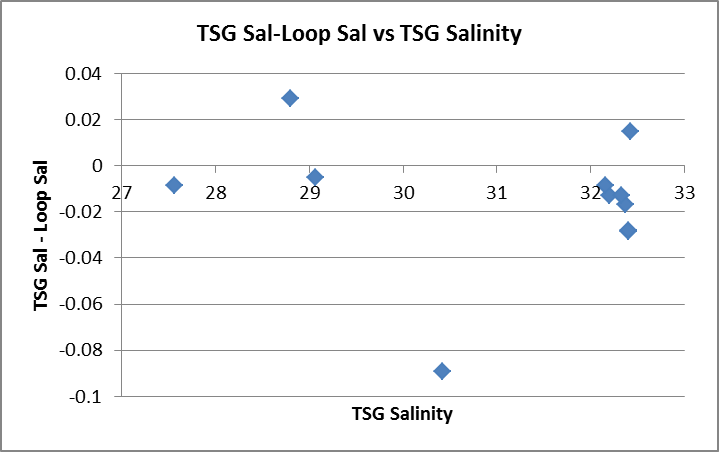 TSG Sal-Loop Sal vs TSG Salinity
TSG Sal - Loop Sal
0.04
0.02
0
-0.02
-0.04
-0.06
-0.08
-0.1
27 28 29 30 31 32 33
TSG Salinity